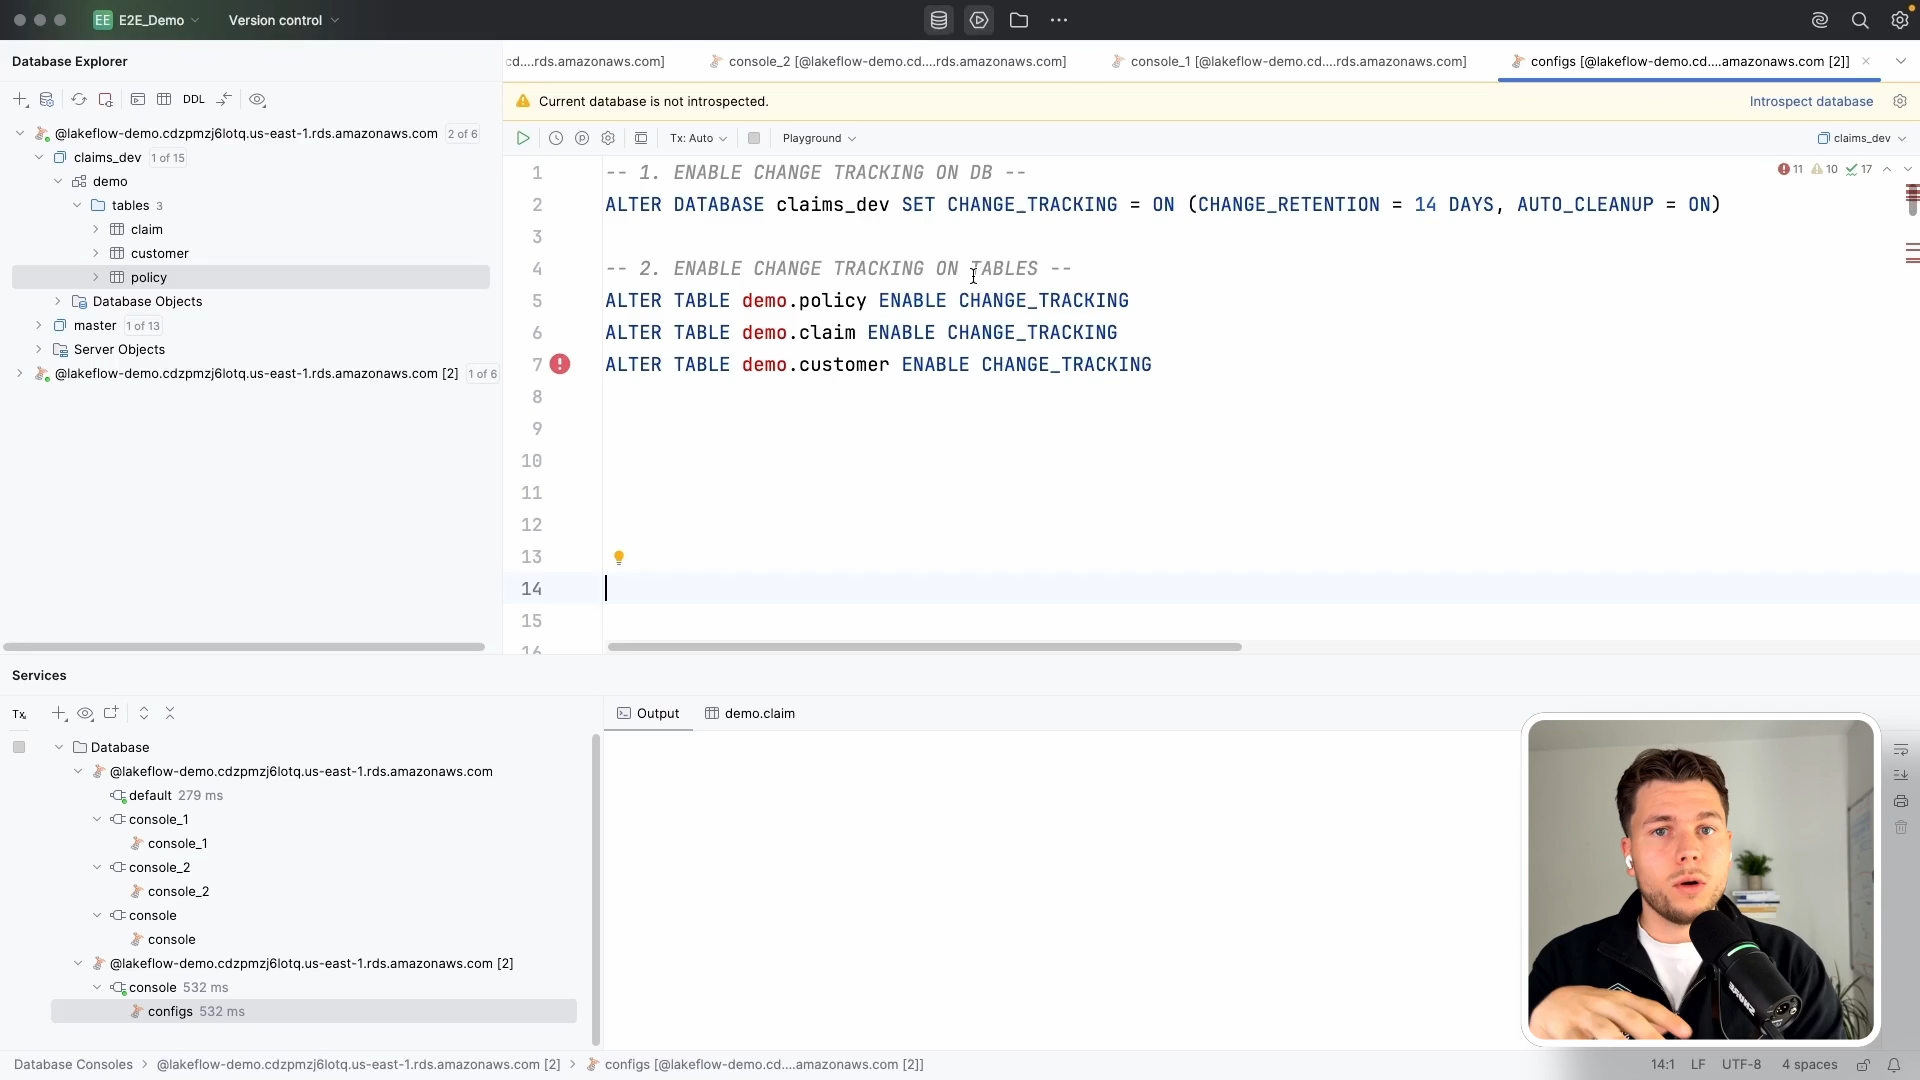 EE E2E_Demo
Version control
Database Explorer
DDL
@lakeflow-demo.cdzpmzj6lotq.us-east-1.rds.amazonaws.com 2 of 6
claims_dev 1 of 15
demo
tables 3
claim
customer
policy
Database Objects
master 1 of 13
Server Objects
@lakeflow-demo.cdzpmzj6lotq.us-east-1.rds.amazonaws.com [2] 1 of 6
cd....rds.amazonaws.com]
console_2 [@lakeflow-demo.cd....rds.amazonaws.com]
console_1 [@lakeflow-demo.cd....rds.amazonaws.com]
configs [@lakeflow-demo.cd....amazonaws.com [2]]
Current database is not introspected.
Introspect database
Tx: Auto
Playground
claims_dev
11 10 17
1 -- 1. ENABLE CHANGE TRACKING ON DB --
2 ALTER DATABASE claims_dev SET CHANGE_TRACKING = ON (CHANGE_RETENTION = 14 DAYS, AUTO_CLEANUP = ON)
3
4 -- 2. ENABLE CHANGE TRACKING ON TABLES --
5 ALTER TABLE demo.policy ENABLE CHANGE_TRACKING
6 ALTER TABLE demo.claim ENABLE CHANGE_TRACKING
7 ALTER TABLE demo.customer ENABLE CHANGE_TRACKING
8
9
10
11
12
13
14
15
16
Services
Tx
Database
@lakeflow-demo.cdzpmzj6lotq.us-east-1.rds.amazonaws.com
default 279 ms
console_1
console_1
console_2
console_2
console
console
@lakeflow-demo.cdzpmzj6lotq.us-east-1.rds.amazonaws.com [2]
console 532 ms
configs 532 ms
Output
demo.claim
Database Consoles
@lakeflow-demo.cdzpmzj6lotq.us-east-1.rds.amazonaws.com [2]
configs [@lakeflow-demo.cd....amazonaws.com [2]]
14:1
LF
UTF-8
4 spaces